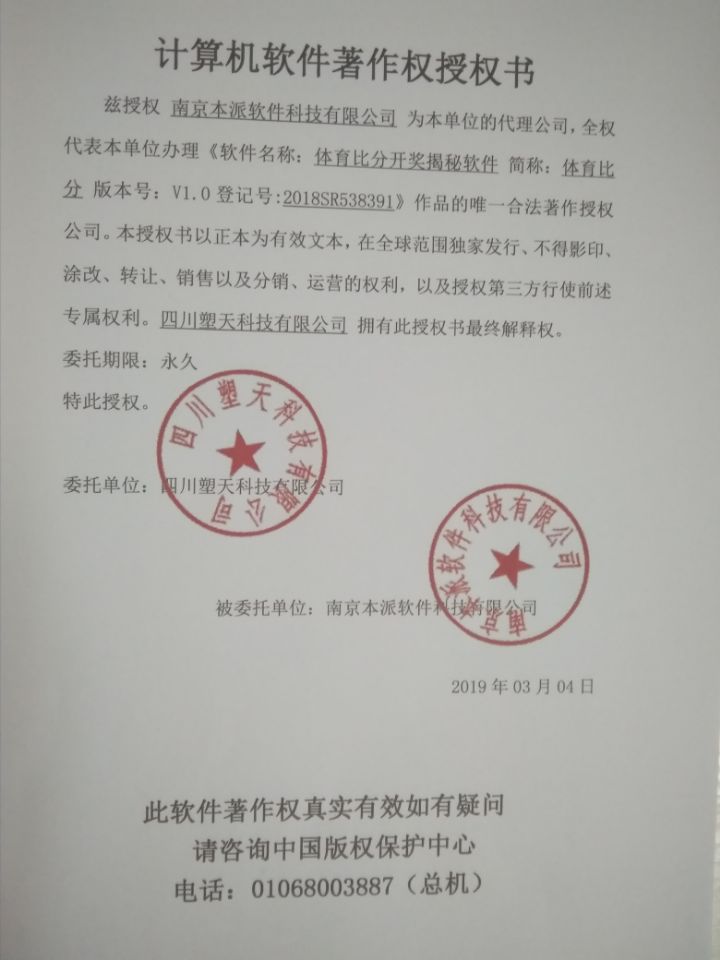 计算机软件著作权授权书
兹授权 南京本派软件科技有限公司 为本单位的代理公司,全权
代表本单位办理《软件名称：体育比分开奖揭秘软件 简称：体育比
分 版本号：V1.0 登记号:2018SR538391》作品的唯一合法著作授权
公司。本授权书以正本为有效文本，在全球范围独家发行、不得影印、
涂改、转让、销售以及分销、运营的权利，以及授权第三方行使前述
专属权利。四川塑天科技有限公司 拥有此授权书最终解释权。
委托期限：永久
特此授权。
四川塑天科技有限公司
委托单位：四川塑天科技有限公司
南京本派软件科技有限公司
被委托单位：南京本派软件科技有限公司
2019 年 03 月 04 日
此软件著作权真实有效如有疑问
请咨询中国版权保护中心
电话：01068003887（总机）